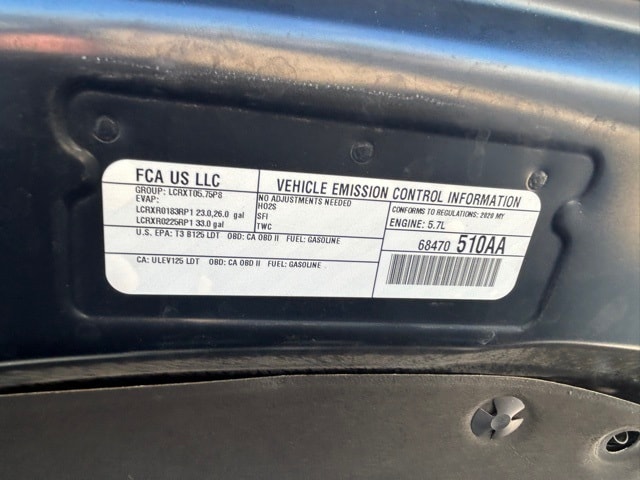 FCA US LLC
GROUP: LCRXT05.75P8
EVAP:
LCRXR0183RP1 23.0,26.0 gal
LCRXR0225RP1 33.0 gal
VEHICLE EMISSION CONTROL INFORMATION
NO ADJUSTMENTS NEEDED
HO2S
SFI
TWC
CONFORMS TO REGULATIONS: 2020 MY
ENGINE: 5.7L
U.S. EPA: T3 B125 LDT OBD: CA OBD II FUEL: GASOLINE
68470 510AA
CA: ULEV125 LDT OBD: CA OBD II FUEL: GASOLINE